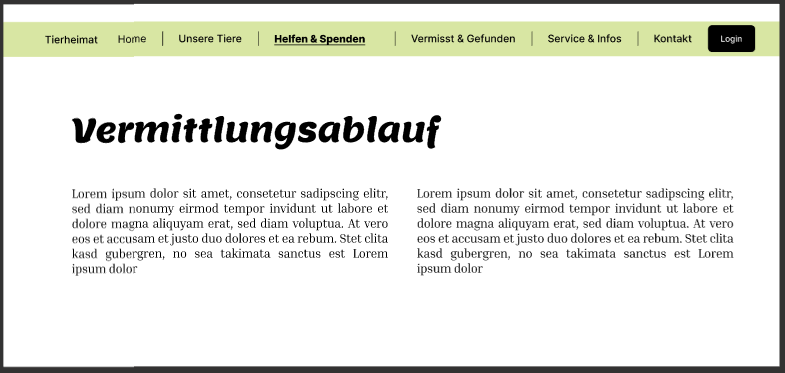 Tierheimat Home Unsere Tiere Helfen & Spenden Vermisst & Gefunden Service & Infos Kontakt Login
Vermittlungsablauf
Lorem ipsum dolor sit amet, consetetur sadipscing elitr,
sed diam nonumy eirmod tempor invidunt ut labore et
dolore magna aliquyam erat, sed diam voluptua. At vero
eos et accusam et justo duo dolores et ea rebum. Stet clita
kasd gubergren, no sea takimata sanctus est Lorem
ipsum dolor
Lorem ipsum dolor sit amet, consetetur sadipscing elitr,
sed diam nonumy eirmod tempor invidunt ut labore et
dolore magna aliquyam erat, sed diam voluptua. At vero
eos et accusam et justo duo dolores et ea rebum. Stet clita
kasd gubergren, no sea takimata sanctus est Lorem
ipsum dolor